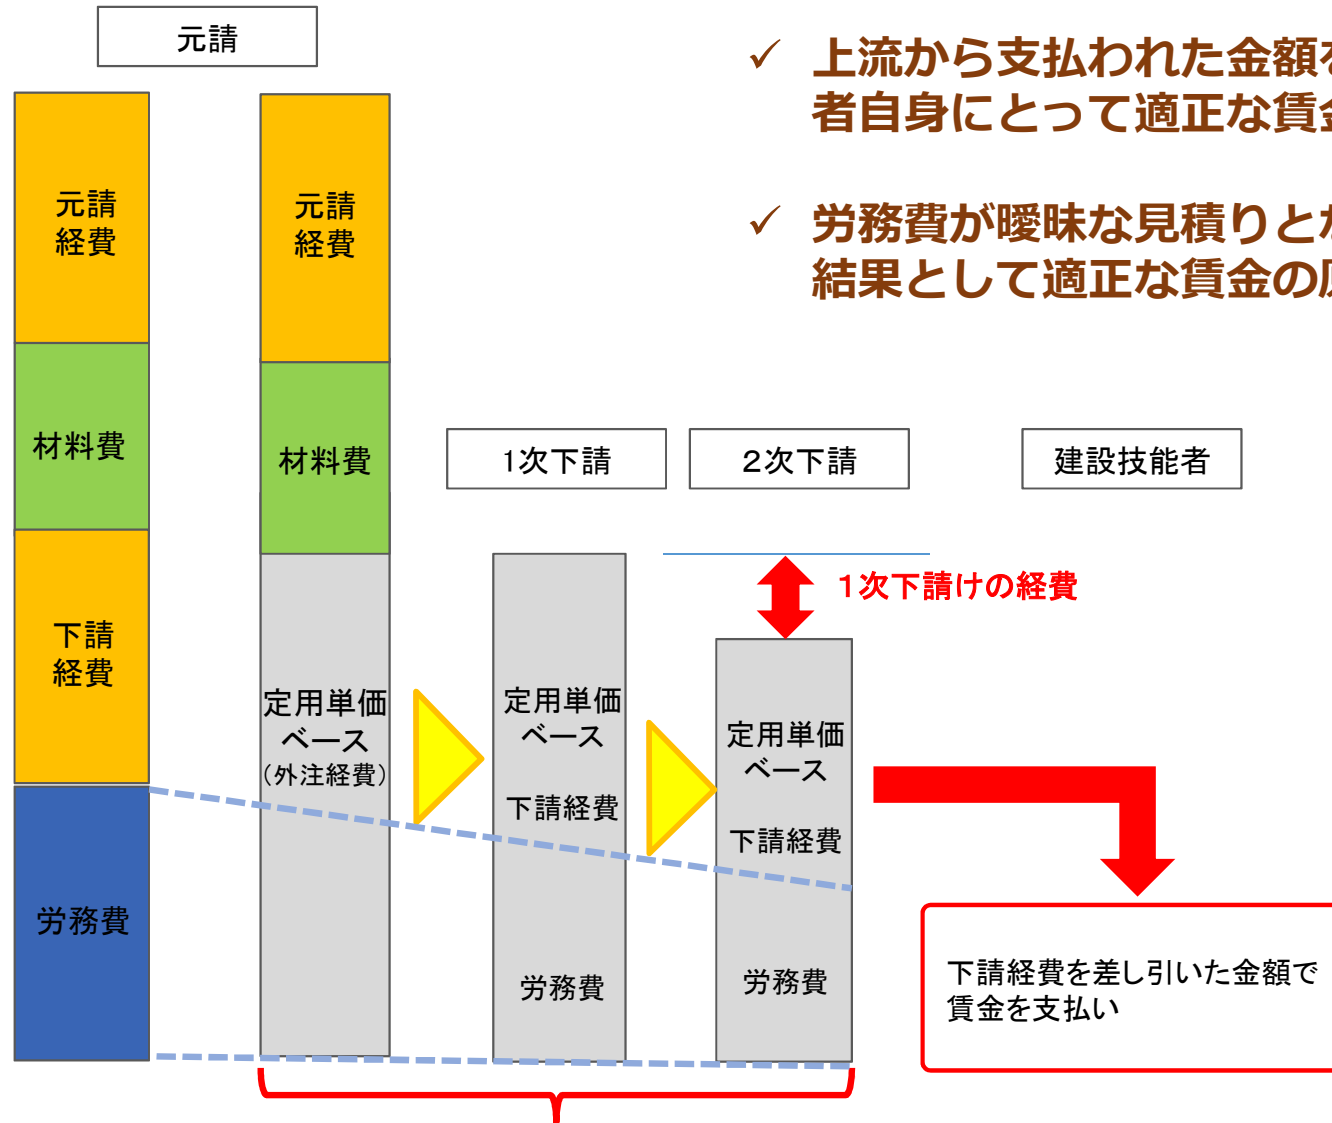 元請
✓ 上流から支払われた金額
者自身にとって適正な賃
✓ 労務費が曖昧な見積りと
結果として適正な賃金の
元請
経費
材料費
下請
経費
労務費
元請
経費
材料費
定用単価
ベース
（外注経費）
1次下請
定用単価
ベース
下請経費
労務費
２次下請
１次下請けの経費
定用単価
ベース
下請経費
労務費
建設技能者
下請経費を差し引いた金額で
賃金を支払い